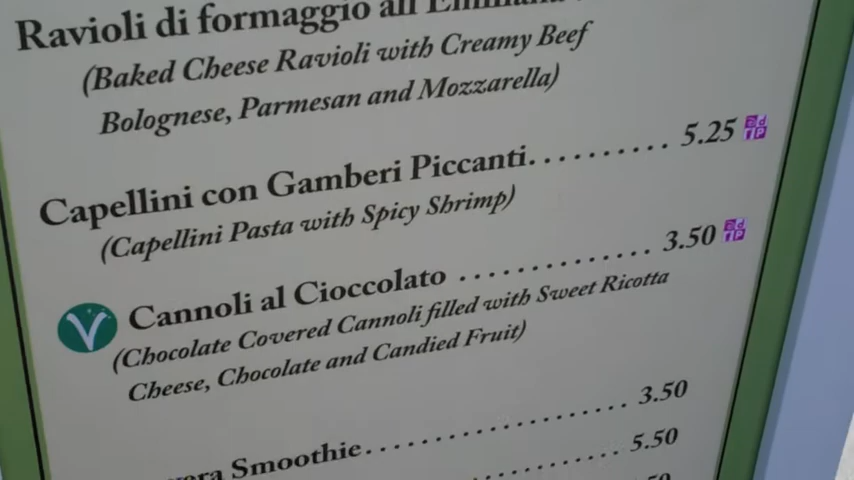 Ravioli di formaggio all'
(Baked Cheese Ravioli with Creamy Beef
Bolognese, Parmesan and Mozzarella)
Capellini con Gamberi Piccanti.......... 5.25
(Capellini Pasta with Spicy Shrimp)
V Cannoli al Cioccolato ............. 3.50
(Chocolate Covered Cannoli filled with Sweet Ricotta
Cheese, Chocolate and Candied Fruit)
Smoothie.................... 3.50
5.50